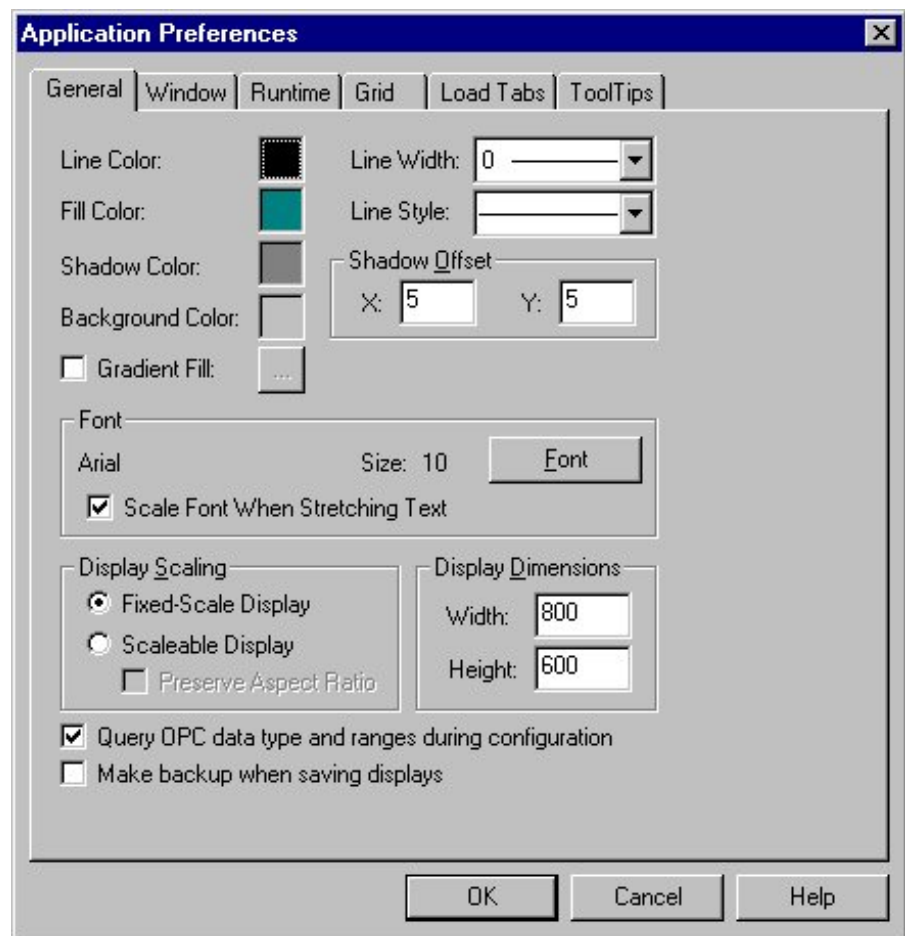 Application Preferences
General Window Runtime Grid Load Tabs ToolTips
Line Color: Line Width: 0
Fill Color: Line Style:
Shadow Color: Shadow Offset
X: 5 Y: 5
Background Color:
Gradient Fill: ...
Font
Arial Size: 10 Font
Scale Font When Stretching Text
Display Scaling Display Dimensions
Fixed-Scale Display Width: 800
Scaleable Display
Preserve Aspect Ratio Height: 600
Query OPC data type and ranges during configuration
Make backup when saving displays
OK Cancel Help